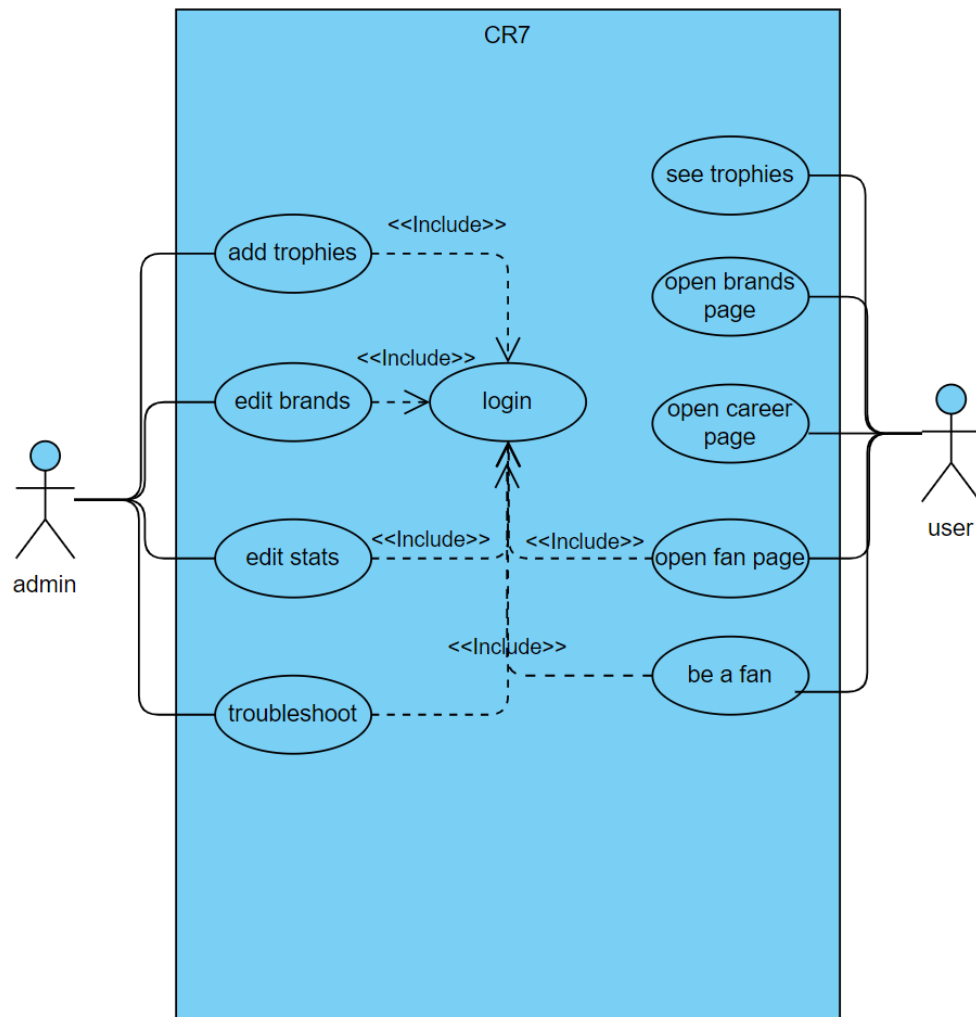 CR7
see trophies
<<Include>>
add trophies
open brands
page
<<Include>>
edit brands
login
open career
page
user
admin
edit stats
<<Include>>
<<Include>>
open fan page
<<Include>>
be a fan
troubleshoot